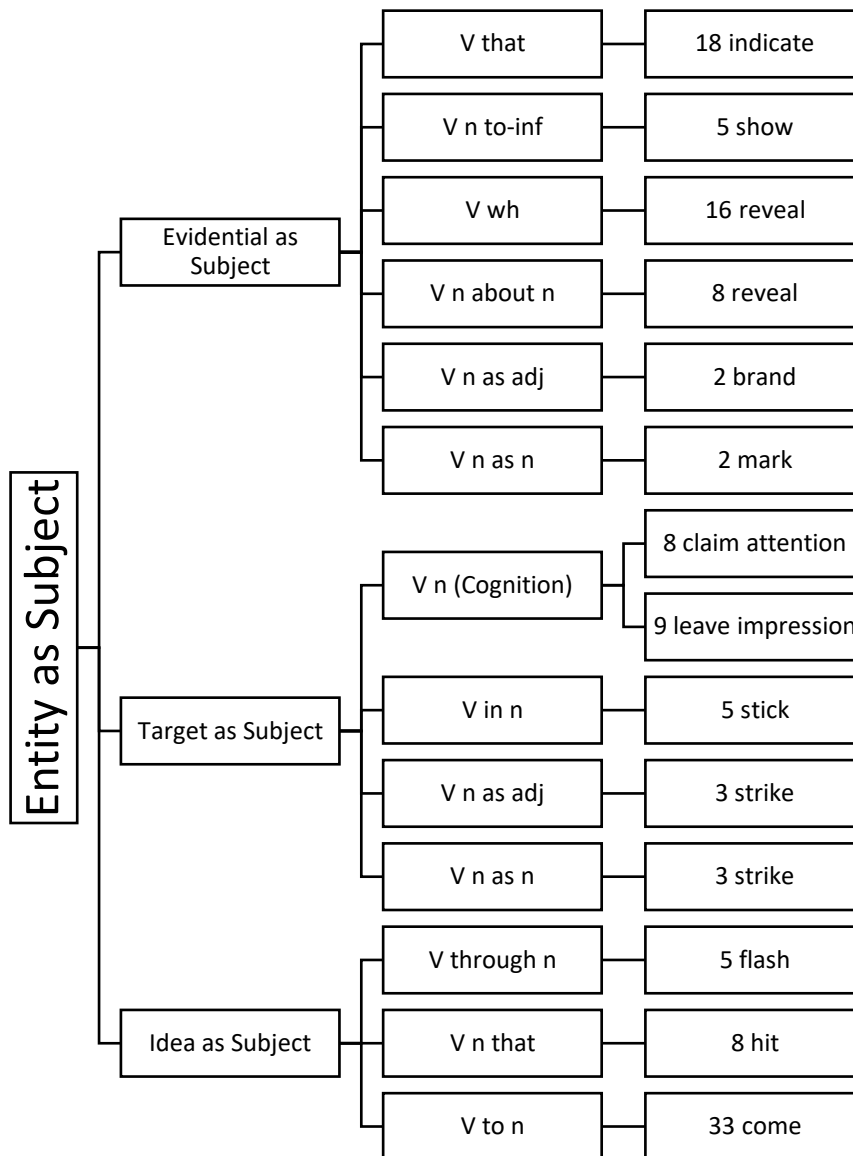 Entity as Subject
Evidential as
Subject
V that
18 indicate
V n to-inf
5 show
V wh
16 reveal
V n about n
8 reveal
V n as adj
2 brand
V n as n
2 mark
Target as Subject
V n (Cognition)
8 claim attention
9 leave impression
V in n
5 stick
V n as adj
3 strike
V n as n
3 strike
Idea as Subject
V through n
5 flash
V n that
8 hit
V to n
33 come